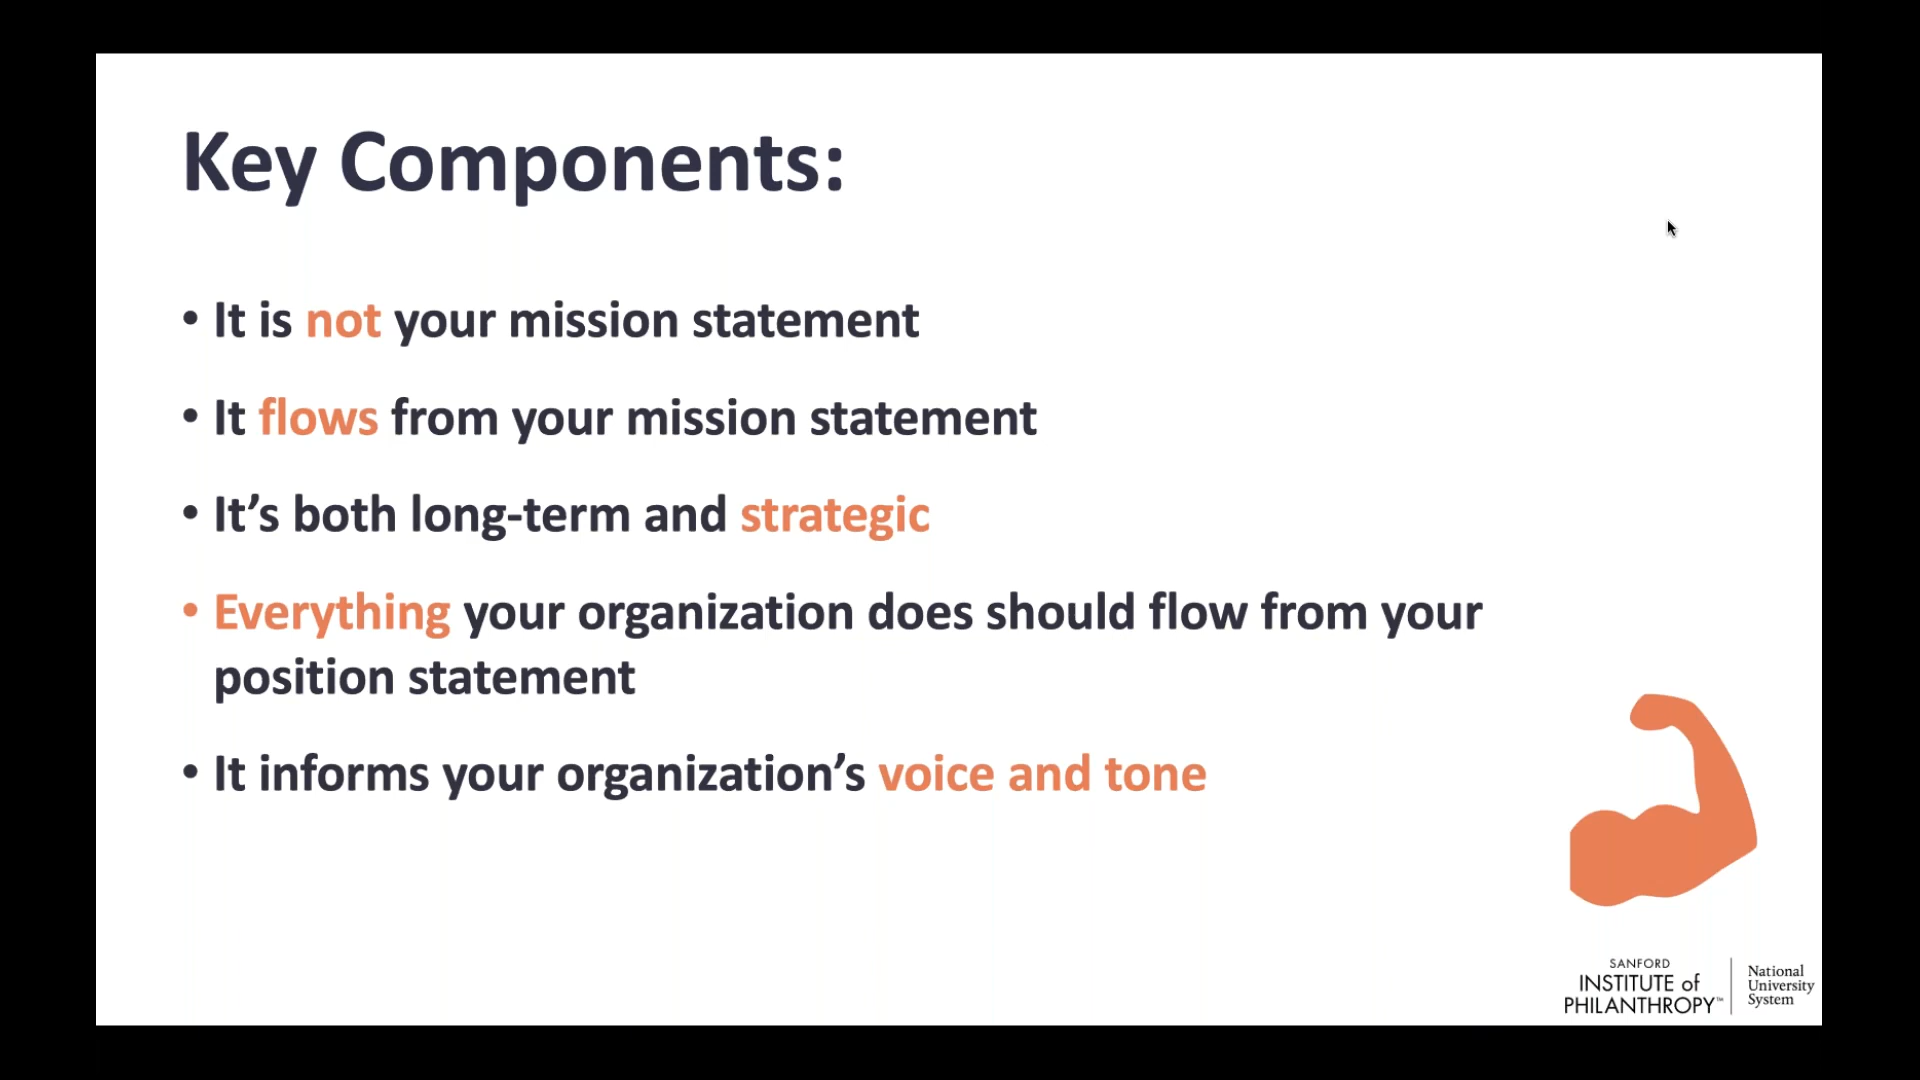 Key Components:
• It is not your mission statement
• It flows from your mission statement
• It’s both long-term and strategic
• Everything your organization does should flow from your
position statement
• It informs your organization’s voice and tone
SANFORD
INSTITUTE of
PHILANTHROPY™
National
University
System